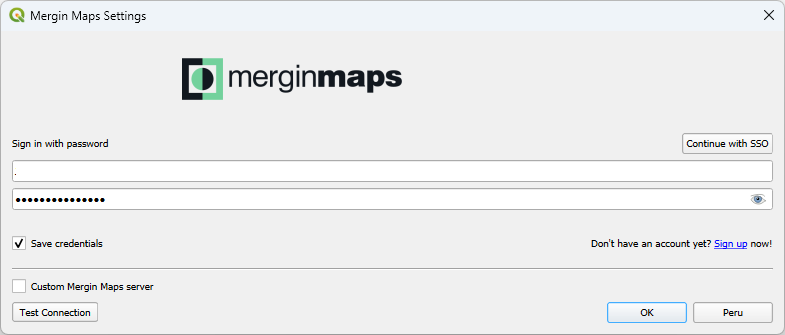 Mergin Maps Settings
merginmaps
Sign in with password
Continue with SSO
.
●●●●●●●●●●●●●●●
Save credentials
Don't have an account yet? Sign up now!
Custom Mergin Maps server
Test Connection
OK
Peru